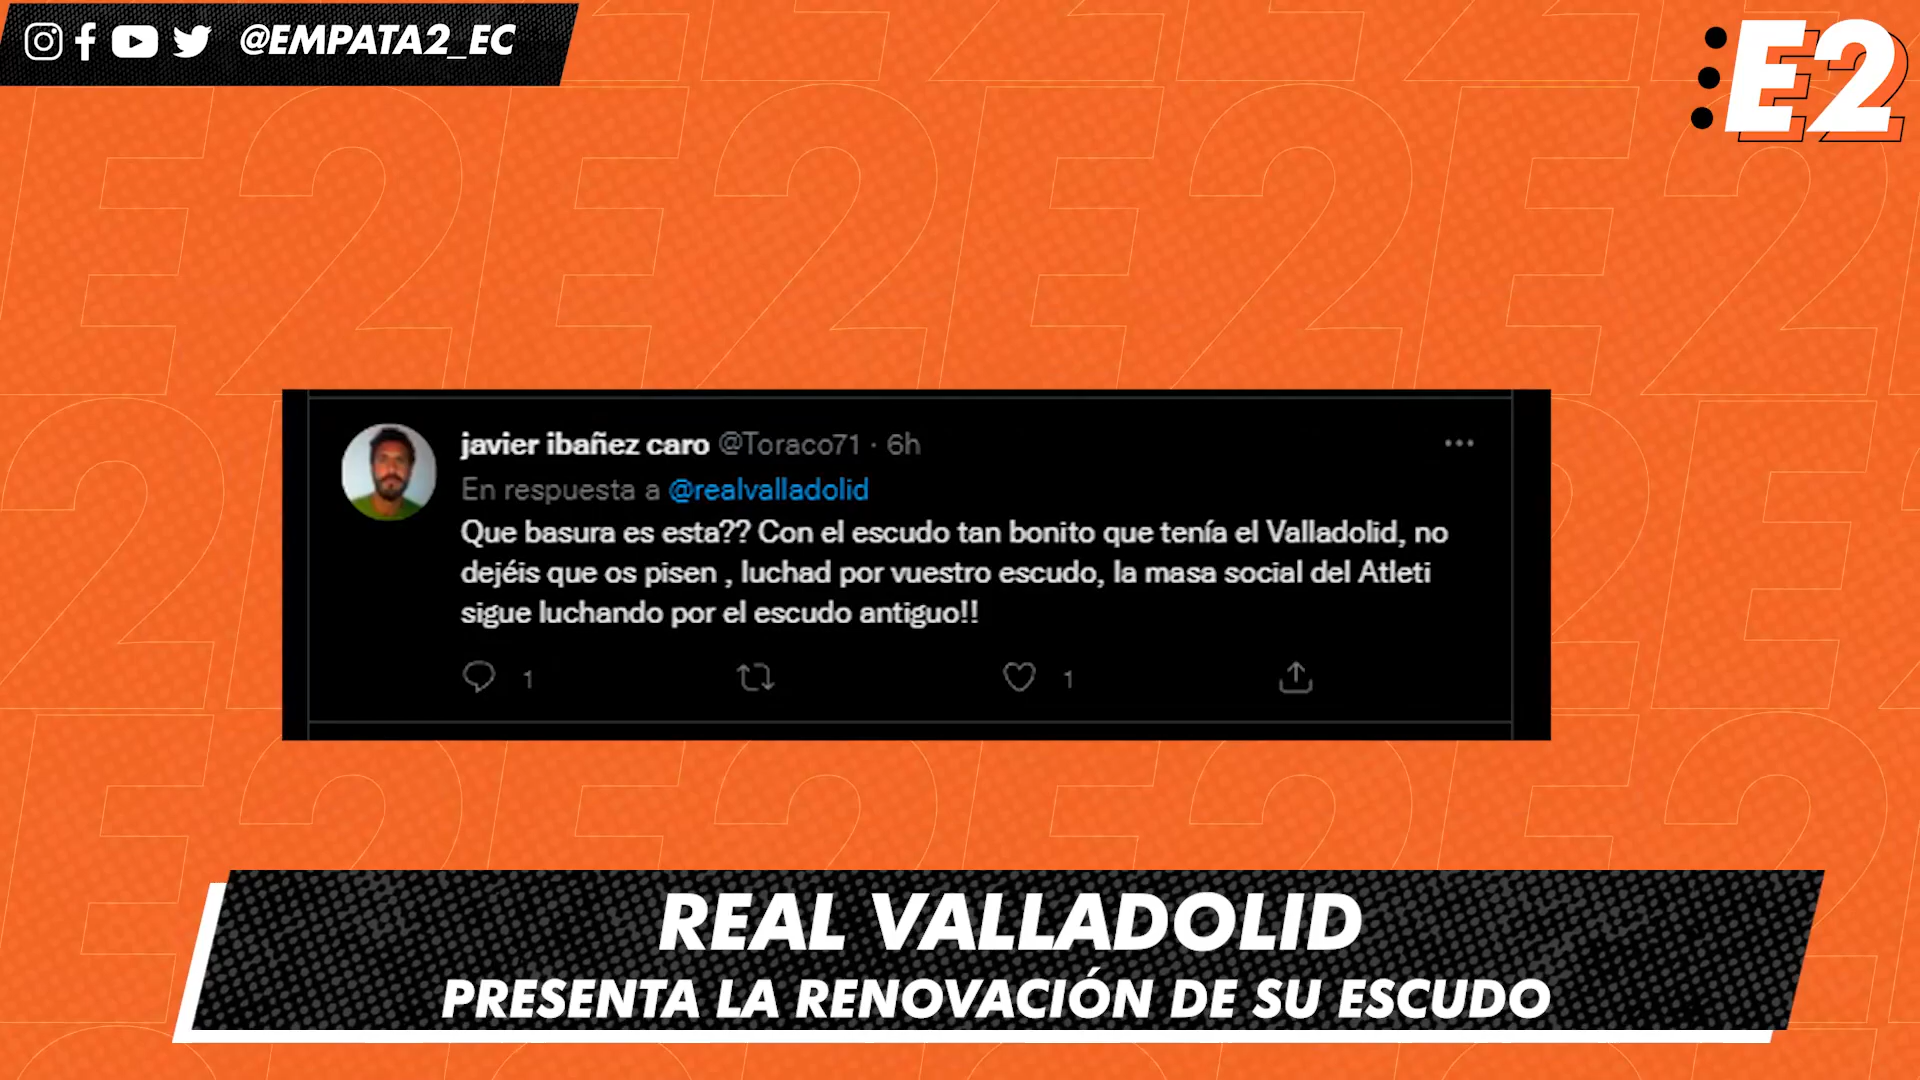 @EMPATA2_EC
E2
javier ibañez caro @Toraco71 · 6h
En respuesta a @realvalladolid
Que basura es esta?? Con el escudo tan bonito que tenía el Valladolid, no
dejéis que os pisen , luchad por vuestro escudo, la masa social del Atleti
sigue luchando por el escudo antiguo!!
1 1
REAL VALLADOLID
PRESENTA LA RENOVACIÓN DE SU ESCUDO